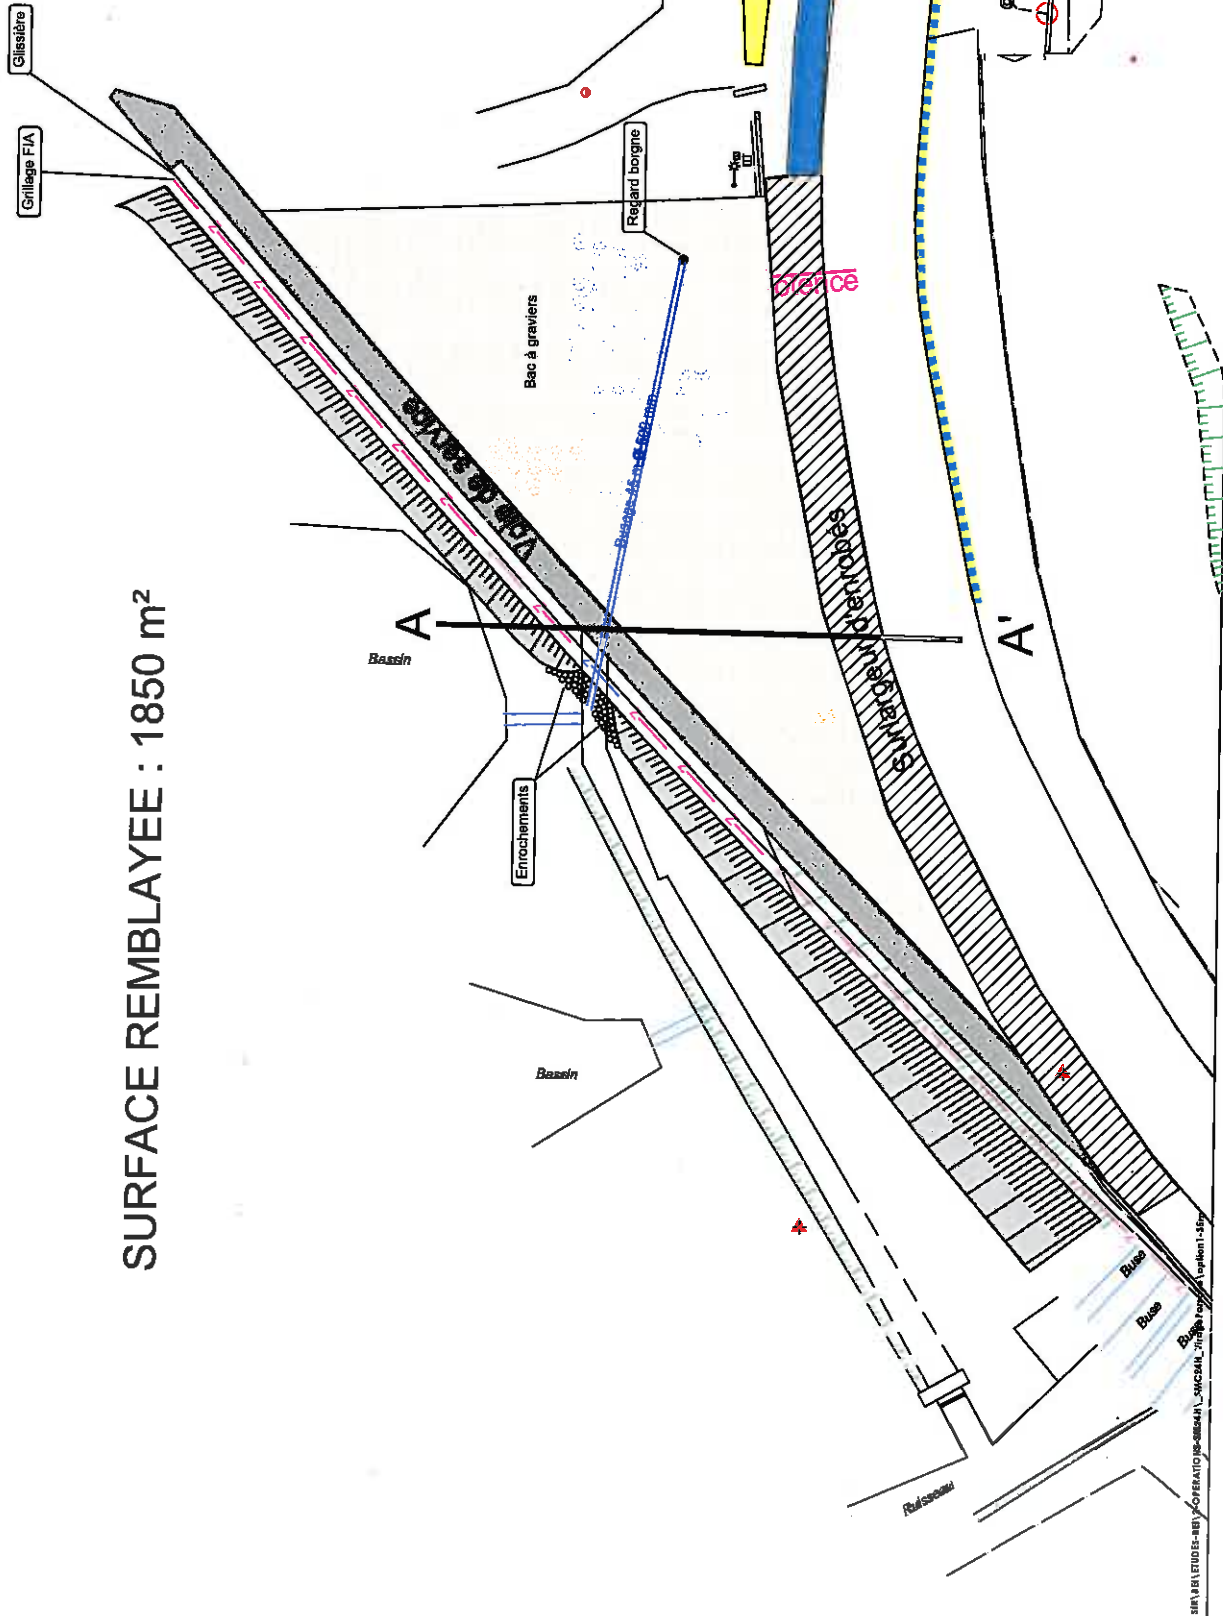 SURFACE REMBLAYEE : 1850 m²
Glissière
Grillage FIA
Regard borgne
Bac à graviers
Voie de service
Surlargeur d'enrobés
A
A'
Bassin
Enrochements
Bassin
Ruisseau
Buse
Buse
Buse